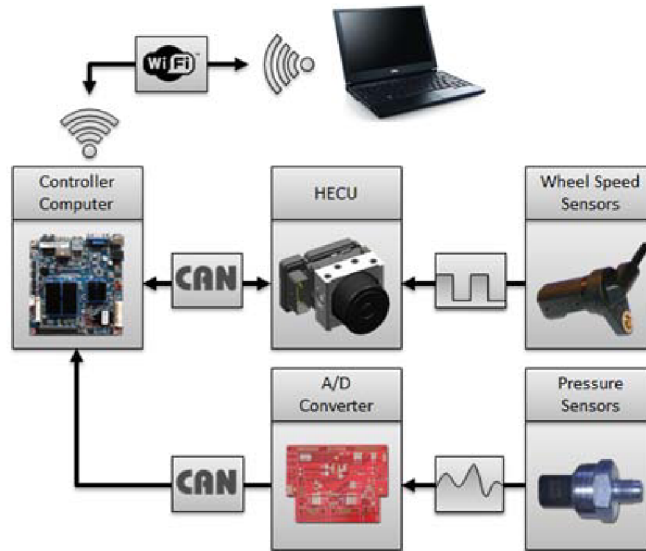 WiFi
Controller
Computer
HECU
Wheel Speed
Sensors
CAN
A/D
Converter
Pressure
Sensors
CAN